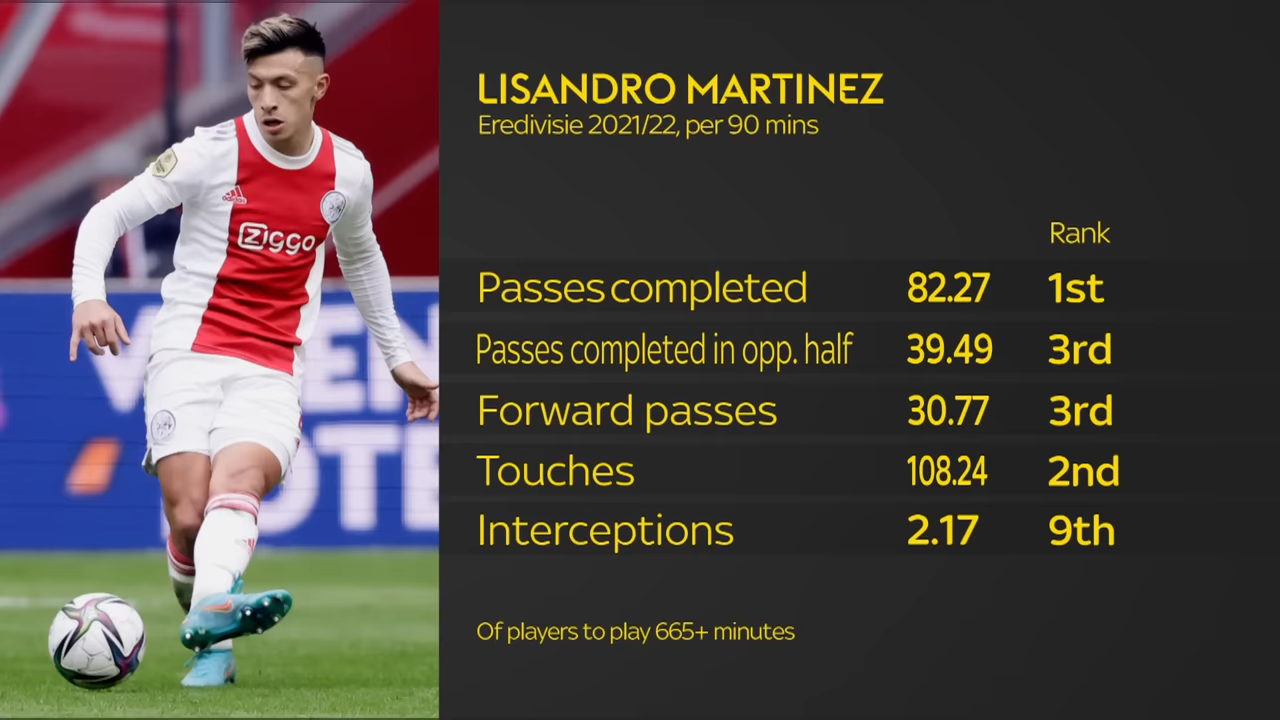 LISANDRO MARTINEZ
Eredivisie 2021/22, per 90 mins
Rank
Passes completed 82.27 1st
Passes completed in opp. half 39.49 3rd
Forward passes 30.77 3rd
Touches 108.24 2nd
Interceptions 2.17 9th
Of players to play 665+ minutes
adidas
Ziggo